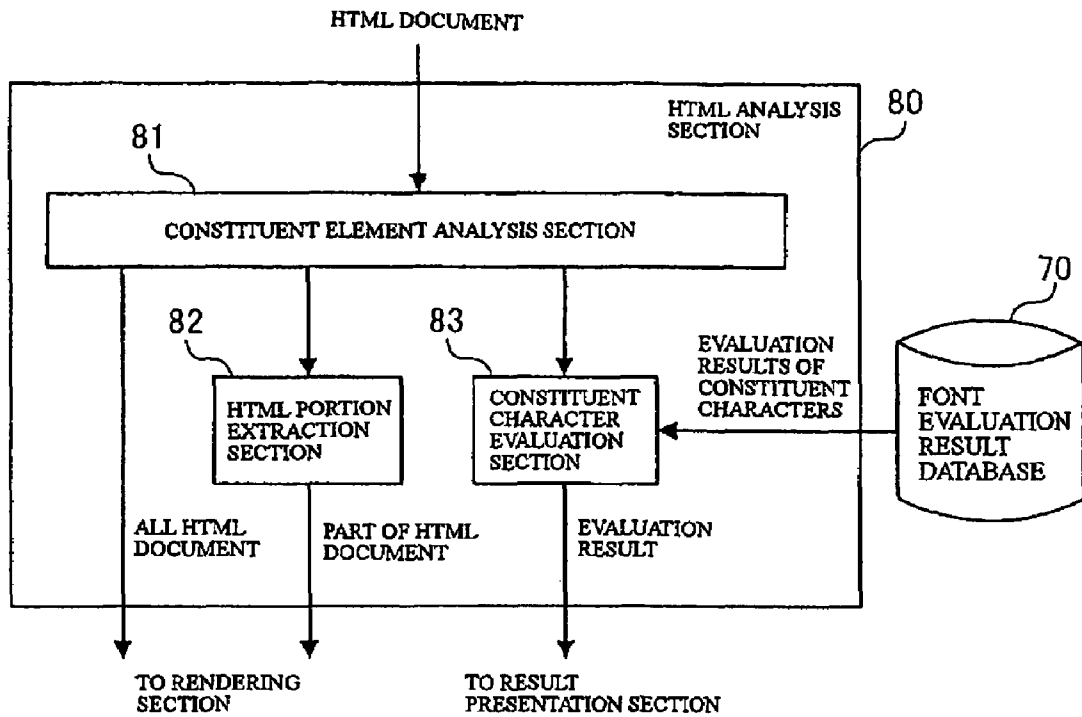 HTML DOCUMENT
HTML ANALYSIS
SECTION
80
81
CONSTITUENT ELEMENT ANALYSIS SECTION
82
HTML PORTION
EXTRACTION
SECTION
83
CONSTITUENT
CHARACTER
EVALUATION
SECTION
EVALUATION
RESULTS OF
CONSTITUENT
CHARACTERS
70
FONT
EVALUATION
RESULT
DATABASE
ALL HTML
DOCUMENT
PART OF HTML
DOCUMENT
EVALUATION
RESULT
TO RENDERING
SECTION
TO RESULT
PRESENTATION SECTION